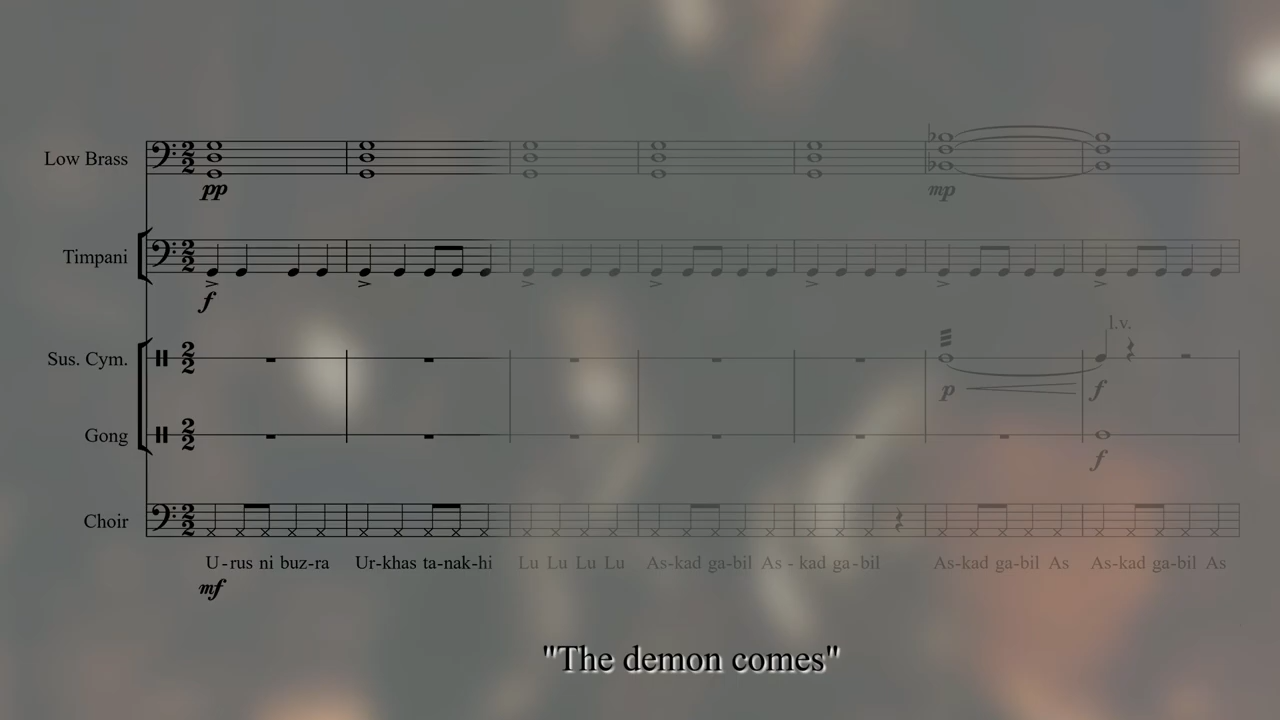 Low Brass
pp
mp
Timpani
f
l.v.
Sus. Cym.
p f
Gong
f
Choir
U-rus ni buz-ra Ur-khas ta-nak-hi Lu Lu Lu Lu As-kad ga-bil As - kad ga-bil As-kad ga-bil As As-kad ga-bil As
mf
"The demon comes"